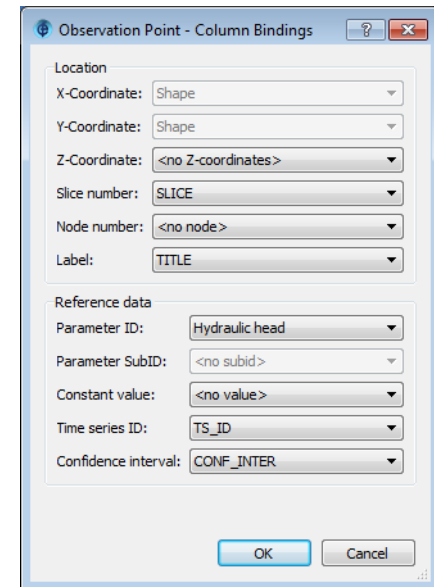 Observation Point - Column Bindings
Location
X-Coordinate: Shape
Y-Coordinate: Shape
Z-Coordinate: <no Z-coordinates>
Slice number: SLICE
Node number: <no node>
Label: TITLE
Reference data
Parameter ID: Hydraulic head
Parameter SubID: <no subid>
Constant value: <no value>
Time series ID: TS_ID
Confidence interval: CONF_INTER
OK Cancel